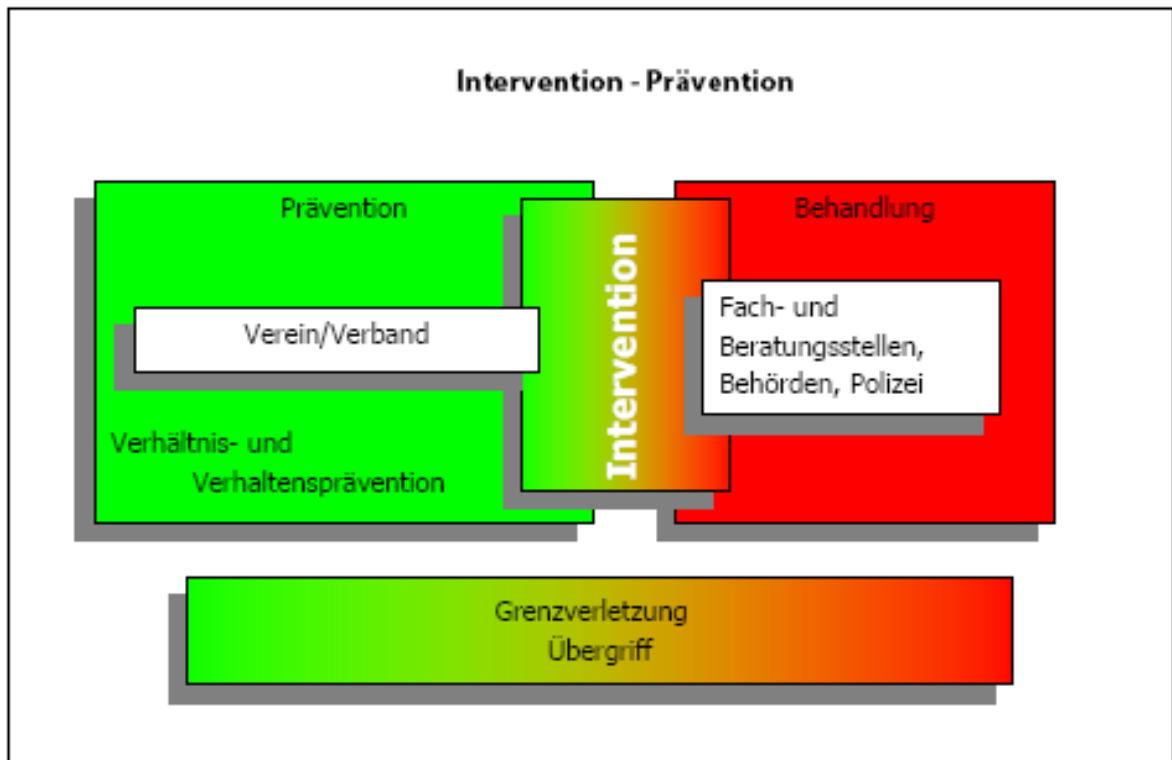 Intervention - Prävention
Prävention
Verein/Verband
Verhältnis- und
Verhaltensprävention
Intervention
Behandlung
Fach- und
Beratungsstellen,
Behörden, Polizei
Grenzverletzung
Übergriff